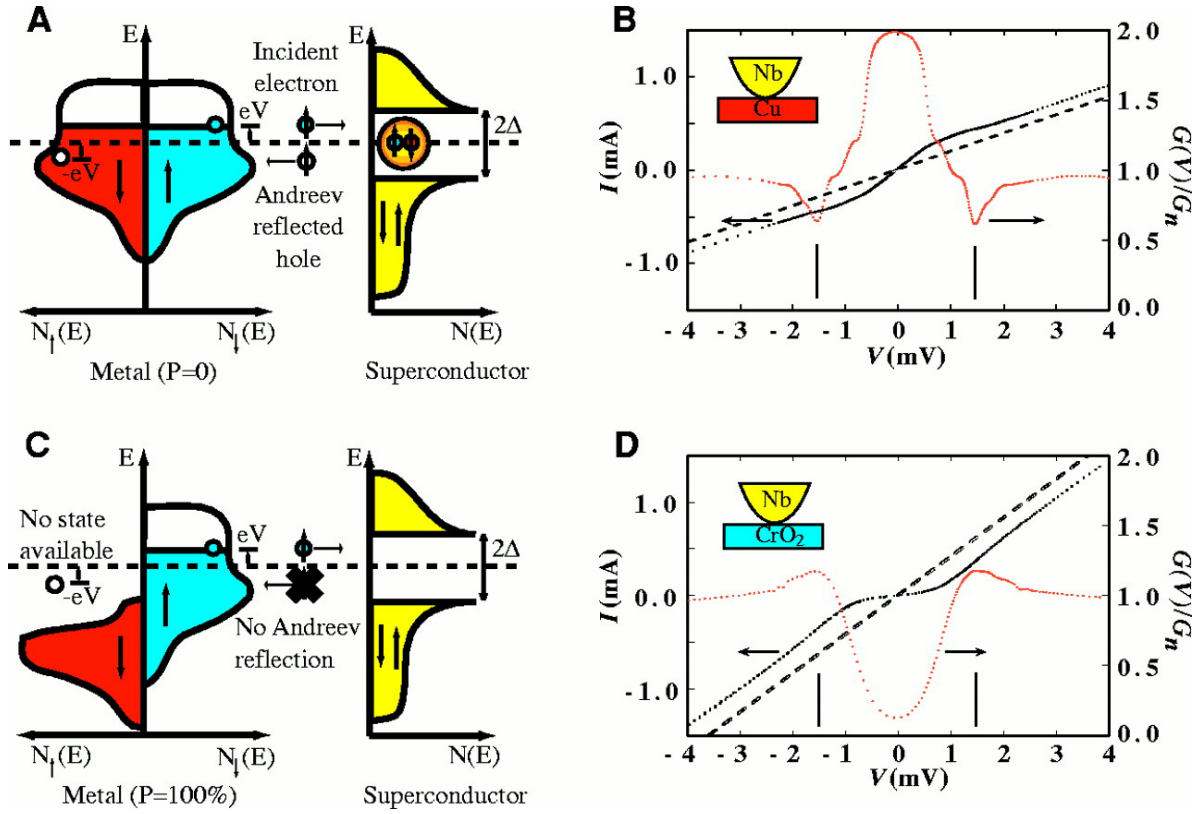 A
E
Incident
electron
eV
-eV
2Δ
Andreev
reflected
hole
N↑(E)
N↓(E)
N(E)
Metal (P=0)
Superconductor
B
Nb
Cu
I (mA)
1.0
0.0
-1.0
2.0
1.5
1.0
0.5
0.0
G(V)/Gn
- 4 - 3 - 2 - 1 0 1 2 3 4
V (mV)
C
E
E
No state
available
eV
-eV
2Δ
No Andreev
reflection
N↑(E)
N↓(E)
N(E)
Metal (P=100%)
Superconductor
D
Nb
CrO2
I (mA)
1.0
0.0
-1.0
2.0
1.5
1.0
0.5
0.0
G(V)/Gn
- 4 - 3 - 2 - 1 0 1 2 3 4
V (mV)